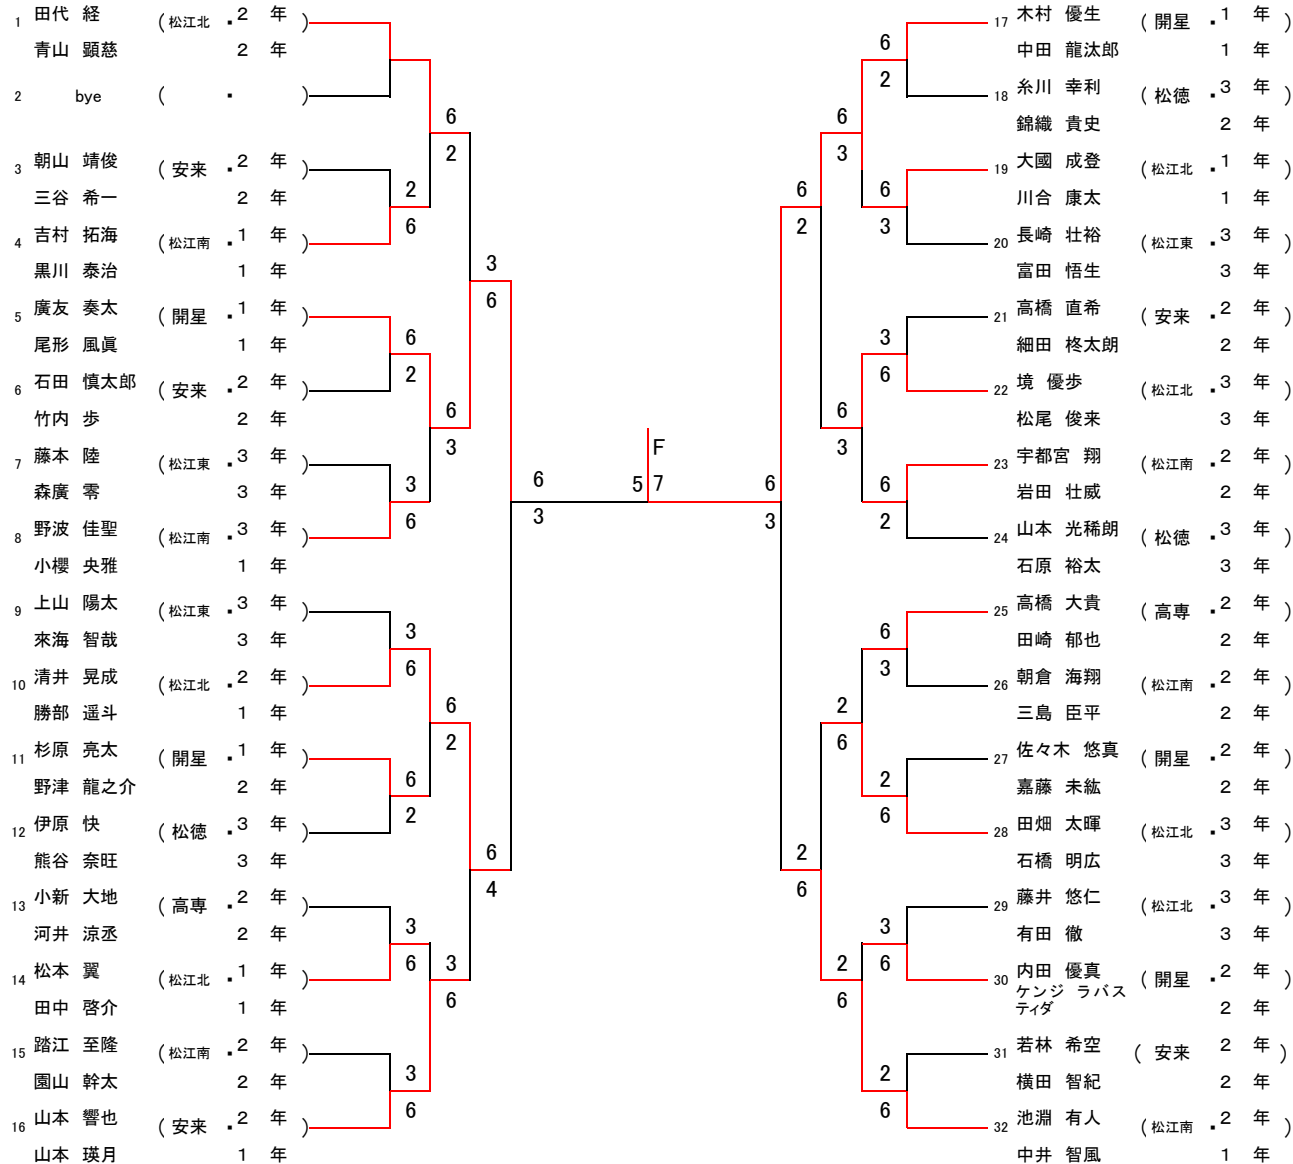 1 田代 経 (松江北 ・ 2 年 )
青山 顕慈 2 年
2 bye ( ・ )
3 朝山 靖俊 ( 安来 ・ 2 年 )
三谷 希一 2 年
4 吉村 拓海 (松江南 ・ 1 年 )
黒川 泰治 1 年
5 廣友 奏太 ( 開星 ・ 1 年 )
尾形 風眞 1 年
6 石田 慎太郎 ( 安来 ・ 2 年 )
竹内 歩 2 年
7 藤本 陸 (松江東 ・ 3 年 )
森廣 零 3 年
8 野波 佳聖 (松江南 ・ 3 年 )
小櫻 央雅 1 年
9 上山 陽太 (松江東 ・ 3 年 )
來海 智哉 3 年
10 清井 晃成 (松江北 ・ 2 年 )
勝部 遥斗 1 年
11 杉原 亮太 ( 開星 ・ 1 年 )
野津 龍之介 2 年
12 伊原 快 ( 松徳 ・ 3 年 )
熊谷 奈旺 3 年
13 小新 大地 ( 高専 ・ 2 年 )
河井 涼丞 2 年
14 松本 翼 (松江北 ・ 1 年 )
田中 啓介 1 年
15 踏江 至隆 (松江南 ・ 2 年 )
園山 幹太 2 年
16 山本 響也 ( 安来 ・ 2 年 )
山本 瑛月 1 年
2
6
6
2
3
6
3
6
6
2
3
6
3
6
6
2
6
3
6
2
3
6
3
6
6
4
6
3
F
5 7
6
3
6
2
2
6
6
3
6
3
2
6
2
6
6
2
6
3
3
6
6
2
6
3
2
6
3
6
2
6
17 木村 優生 ( 開星 ・ 1 年 )
中田 龍汰郎 1 年
18 糸川 幸利 ( 松徳 ・ 3 年 )
錦織 貴史 2 年
19 大國 成登 (松江北 ・ 1 年 )
川合 康太 1 年
20 長崎 壮裕 (松江東 ・ 3 年 )
富田 悟生 3 年
21 高橋 直希 ( 安来 ・ 2 年 )
細田 柊太朗 2 年
22 境 優歩 (松江北 ・ 3 年 )
松尾 俊来 3 年
23 宇都宮 翔 (松江南 ・ 2 年 )
岩田 壮威 2 年
24 山本 光稀朗 ( 松徳 ・ 3 年 )
石原 裕太 3 年
25 高橋 大貴 ( 高専 ・ 2 年 )
田崎 郁也 2 年
26 朝倉 海翔 (松江南 ・ 2 年 )
三島 臣平 2 年
27 佐々木 悠真 ( 開星 ・ 2 年 )
嘉藤 未紘 2 年
28 田畑 太暉 (松江北 ・ 3 年 )
石橋 明広 3 年
29 藤井 悠仁 (松江北 ・ 3 年 )
有田 徹 3 年
30 内田 優真 ( 開星 ・ 2 年 )
ケンジ ラバス
ティダ 2 年
31 若林 希空 ( 安来 2 年 )
横田 智紀 2 年
32 池淵 有人 (松江南 ・ 2 年 )
中井 智風 1 年